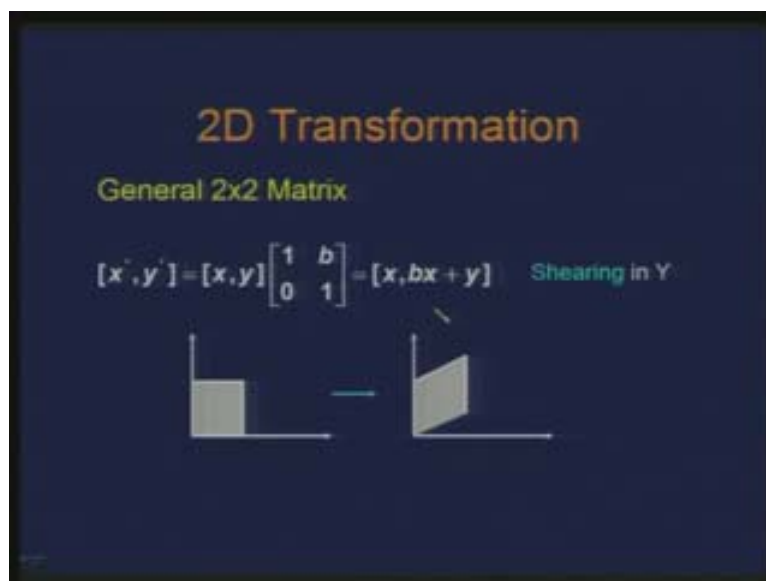 2D Transformation
General 2x2 Matrix
[x´,y´]=[x,y][1 b 0 1]=[x,bx+y] Shearing in Y